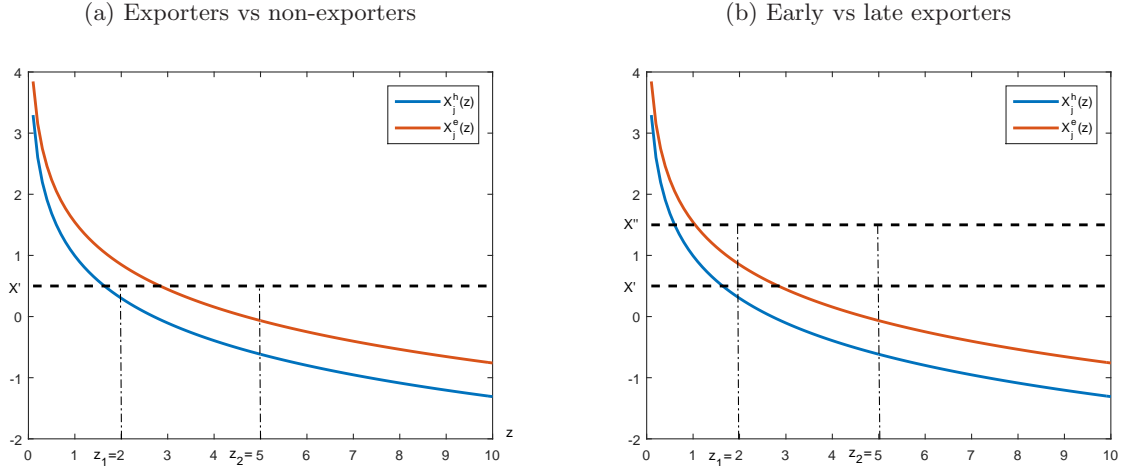 (a) Exporters vs non-exporters
4
3
2
1
X'
0
-1
-2
X_j^h(z)
X_j^e(z)
0 1 z_1=2 3 4 z_2= 5 6 7 8 9 10
z
(b) Early vs late exporters
4
3
2
X''
1
X'
0
-1
-2
X_j^h(z)
X_j^e(z)
0 1 z_1=2 3 4 z_2= 5 6 7 8 9 10